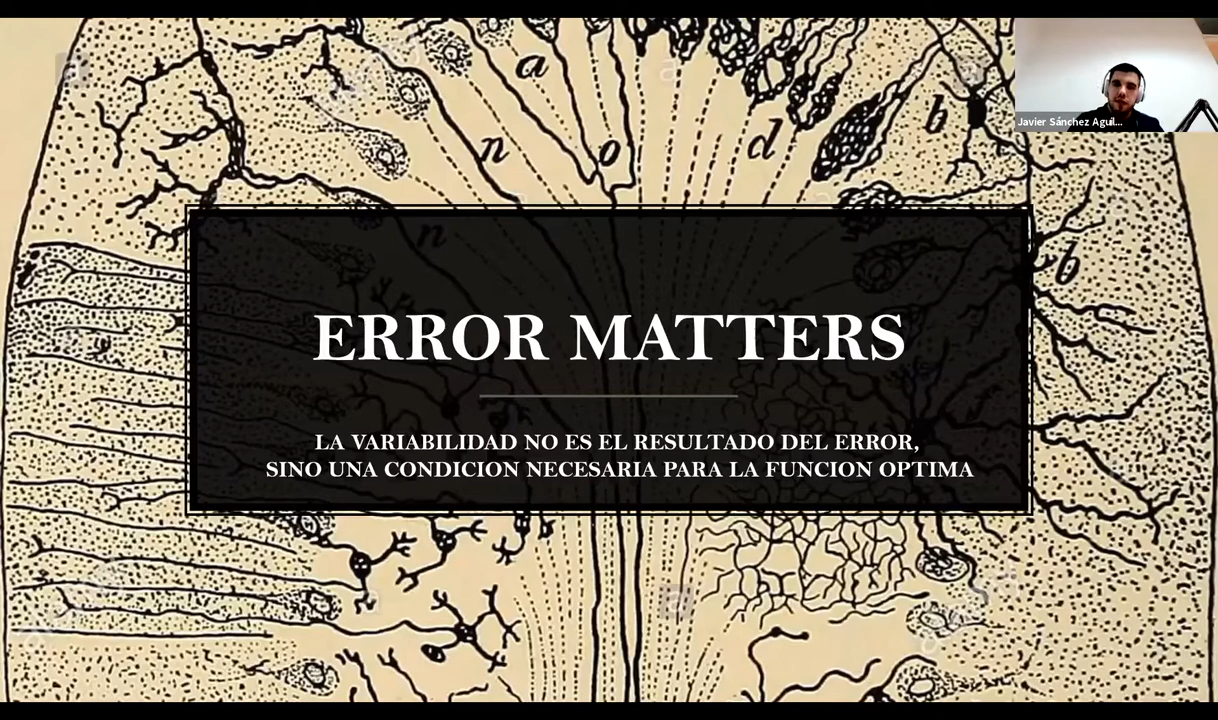 Javier Sánchez Aguil...
a
n
o
d
b
n
b
ERROR MATTERS
LA VARIABILIDAD NO ES EL RESULTADO DEL ERROR,
SINO UNA CONDICION NECESARIA PARA LA FUNCION OPTIMA